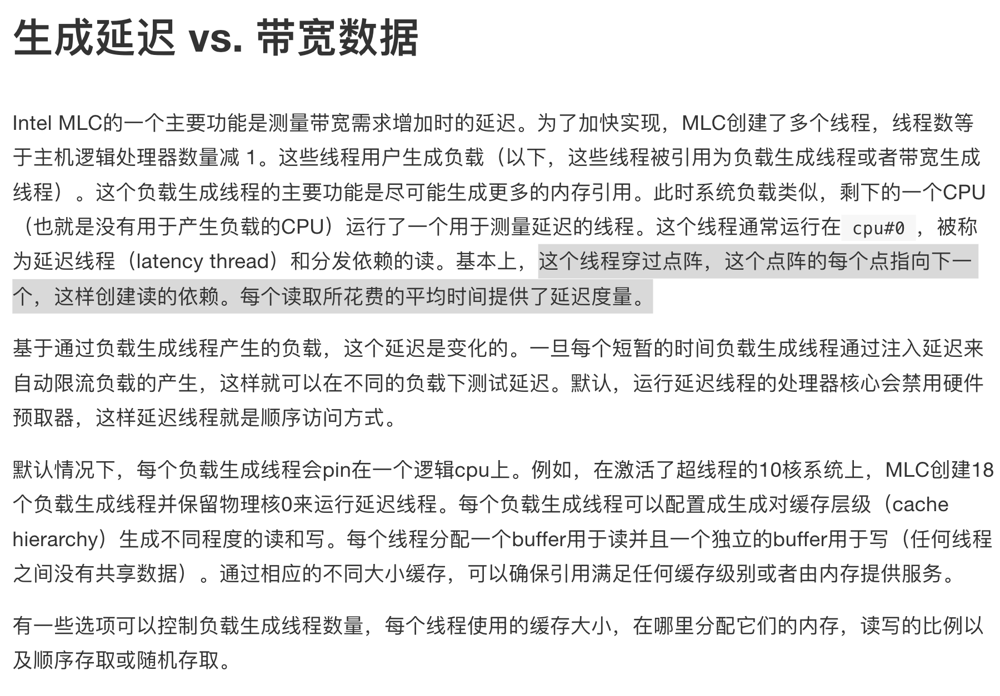 生成延迟 vs. 带宽数据
Intel MLC的一个主要功能是测量带宽需求增加时的延迟。为了加快实现，MLC创建了多个线程，线程数等
于主机逻辑处理器数量减 1。这些线程用户生成负载（以下，这些线程被引用为负载生成线程或者带宽生成
线程）。这个负载生成线程的主要功能是尽可能生成更多的内存引用。此时系统负载类似，剩下的一个CPU
（也就是没有用于产生负载的CPU）运行了一个用于测量延迟的线程。这个线程通常运行在 cpu#0 ，被称
为延迟线程（latency thread）和分发依赖的读。基本上，这个线程穿过点阵，这个点阵的每个点指向下一
个，这样创建读的依赖。每个读取所花费的平均时间提供了延迟度量。
基于通过负载生成线程产生的负载，这个延迟是变化的。一旦每个短暂的时间负载生成线程通过注入延迟来
自动限流负载的产生，这样就可以在不同的负载下测试延迟。默认，运行延迟线程的处理器核心会禁用硬件
预取器，这样延迟线程就是顺序访问方式。
默认情况下，每个负载生成线程会pin在一个逻辑cpu上。例如，在激活了超线程的10核系统上，MLC创建18
个负载生成线程并保留物理核0来运行延迟线程。每个负载生成线程可以配置成生成对缓存层级（cache
hierarchy）生成不同程度的读和写。每个线程分配一个buffer用于读并且一个独立的buffer用于写（任何线程
之间没有共享数据）。通过相应的不同大小缓存，可以确保引用满足任何缓存级别或者由内存提供服务。
有一些选项可以控制负载生成线程数量，每个线程使用的缓存大小，在哪里分配它们的内存，读写的比例以
及顺序存取或随机存取。